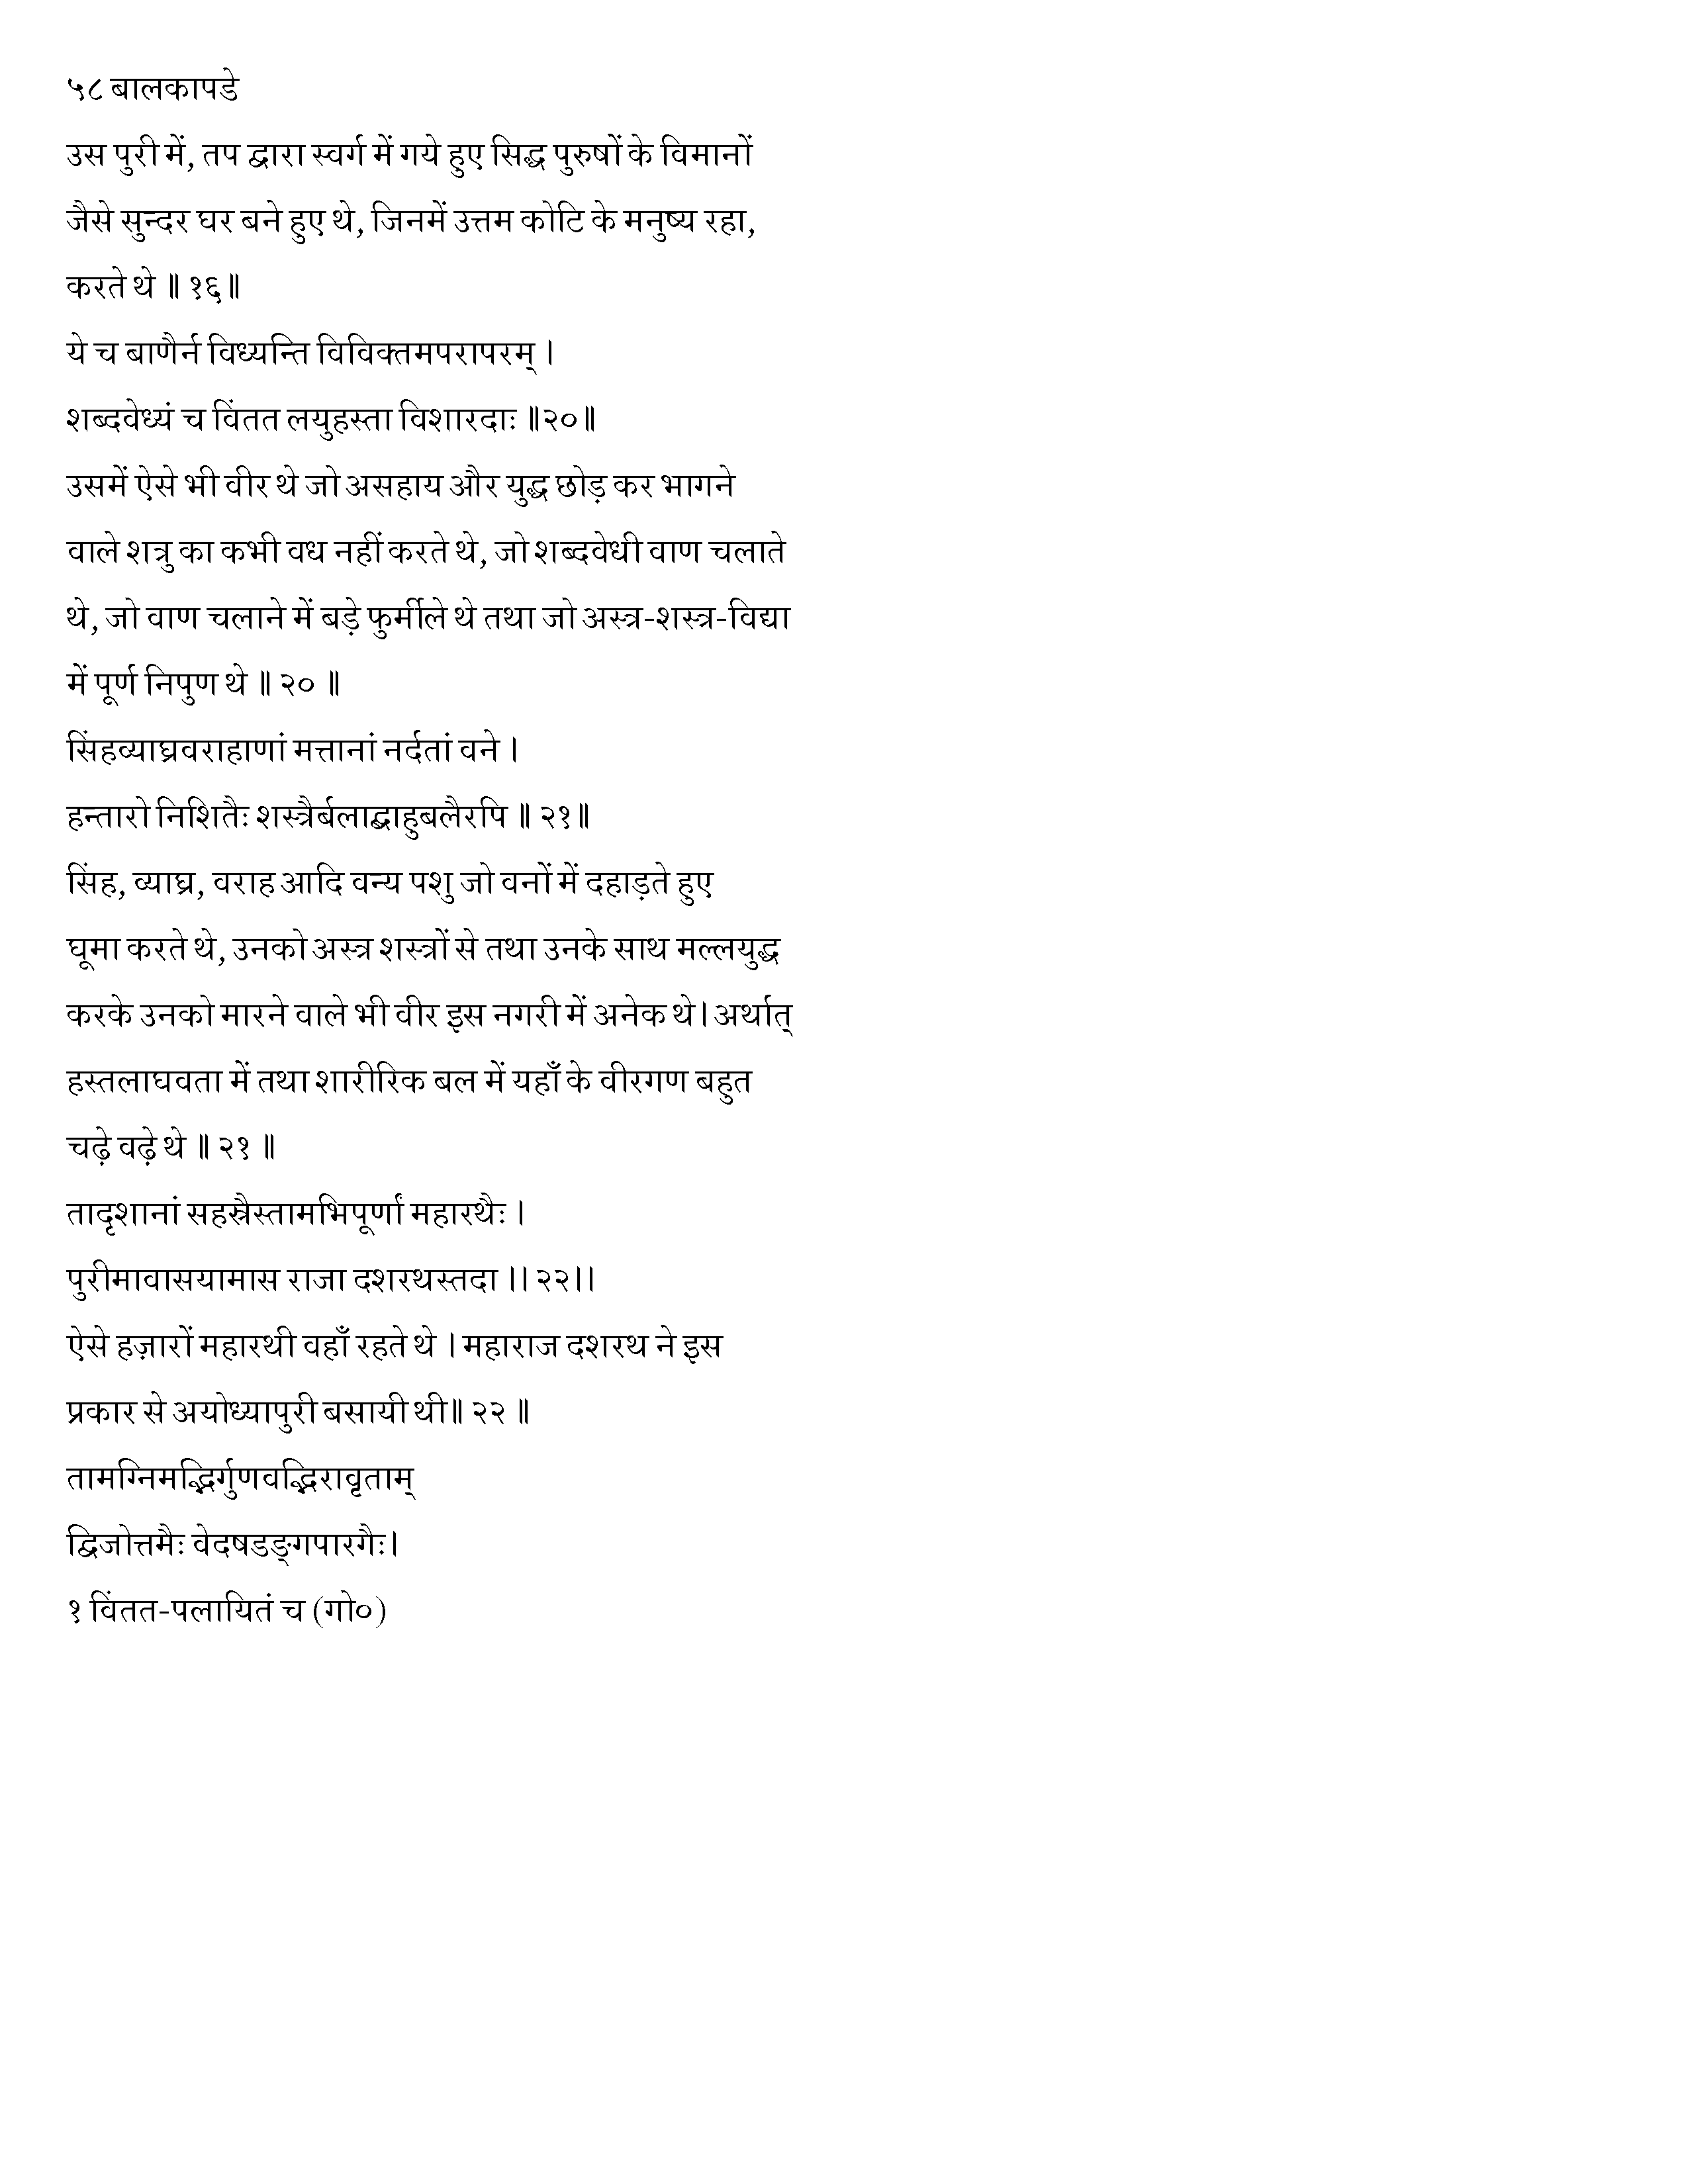 ५८ बालकापडे
उस पुरी में, तप द्वारा स्वर्ग में गये हुए सिद्ध पुरुषों के विमानों
जैसे सुन्दर घर बने हुए थे, जिनमें उत्तम कोटि के मनुष्य रहा,
करते थे ॥ १६॥
ये च बाणैर्न विध्यन्ति विविक्तमपरापरम् ।
शब्दवेध्यं च विंतत लयुहस्ता विशारदाः ॥२०॥
उसमें ऐसे भी वीर थे जो असहाय और युद्ध छोड़ कर भागने
वाले शत्रु का कभी वध नहीं करते थे, जो शब्दवेधी वाण चलाते
थे, जो वाण चलाने में बड़े फुर्मीले थे तथा जो अस्त्र-शस्त्र-विद्या
में पूर्ण निपुण थे ॥ २० ॥
सिंहव्याघ्रवराहाणां मत्तानां नर्दतां वने ।
हन्तारो निशितैः शस्त्रैर्बलाद्बाहुबलैरपि ॥ २१॥
सिंह, व्याघ्र, वराह आदि वन्य पशु जो वनों में दहाड़ते हुए
घूमा करते थे, उनको अस्त्र शस्त्रों से तथा उनके साथ मल्लयुद्ध
करके उनको मारने वाले भी वीर इस नगरी में अनेक थे। अर्थात्
हस्तलाघवता में तथा शारीरिक बल में यहाँ के वीरगण बहुत
चढ़े वढ़े थे ॥ २१ ॥
तादृशानां सहस्रैस्तामभिपूर्णां महारथैः ।
पुरीमावासयामास राजा दशरथस्तदा ।। २२।।
ऐसे हज़ारों महारथी वहाँ रहते थे । महाराज दशरथ ने इस
प्रकार से अयोध्यापुरी बसायी थी॥ २२ ॥
तामग्निमद्भिर्गुणवद्भिरावृताम्
द्विजोत्तमैः वेदषडङ्गपारगैः।
१ विंतत-पलायितं च (गो०)